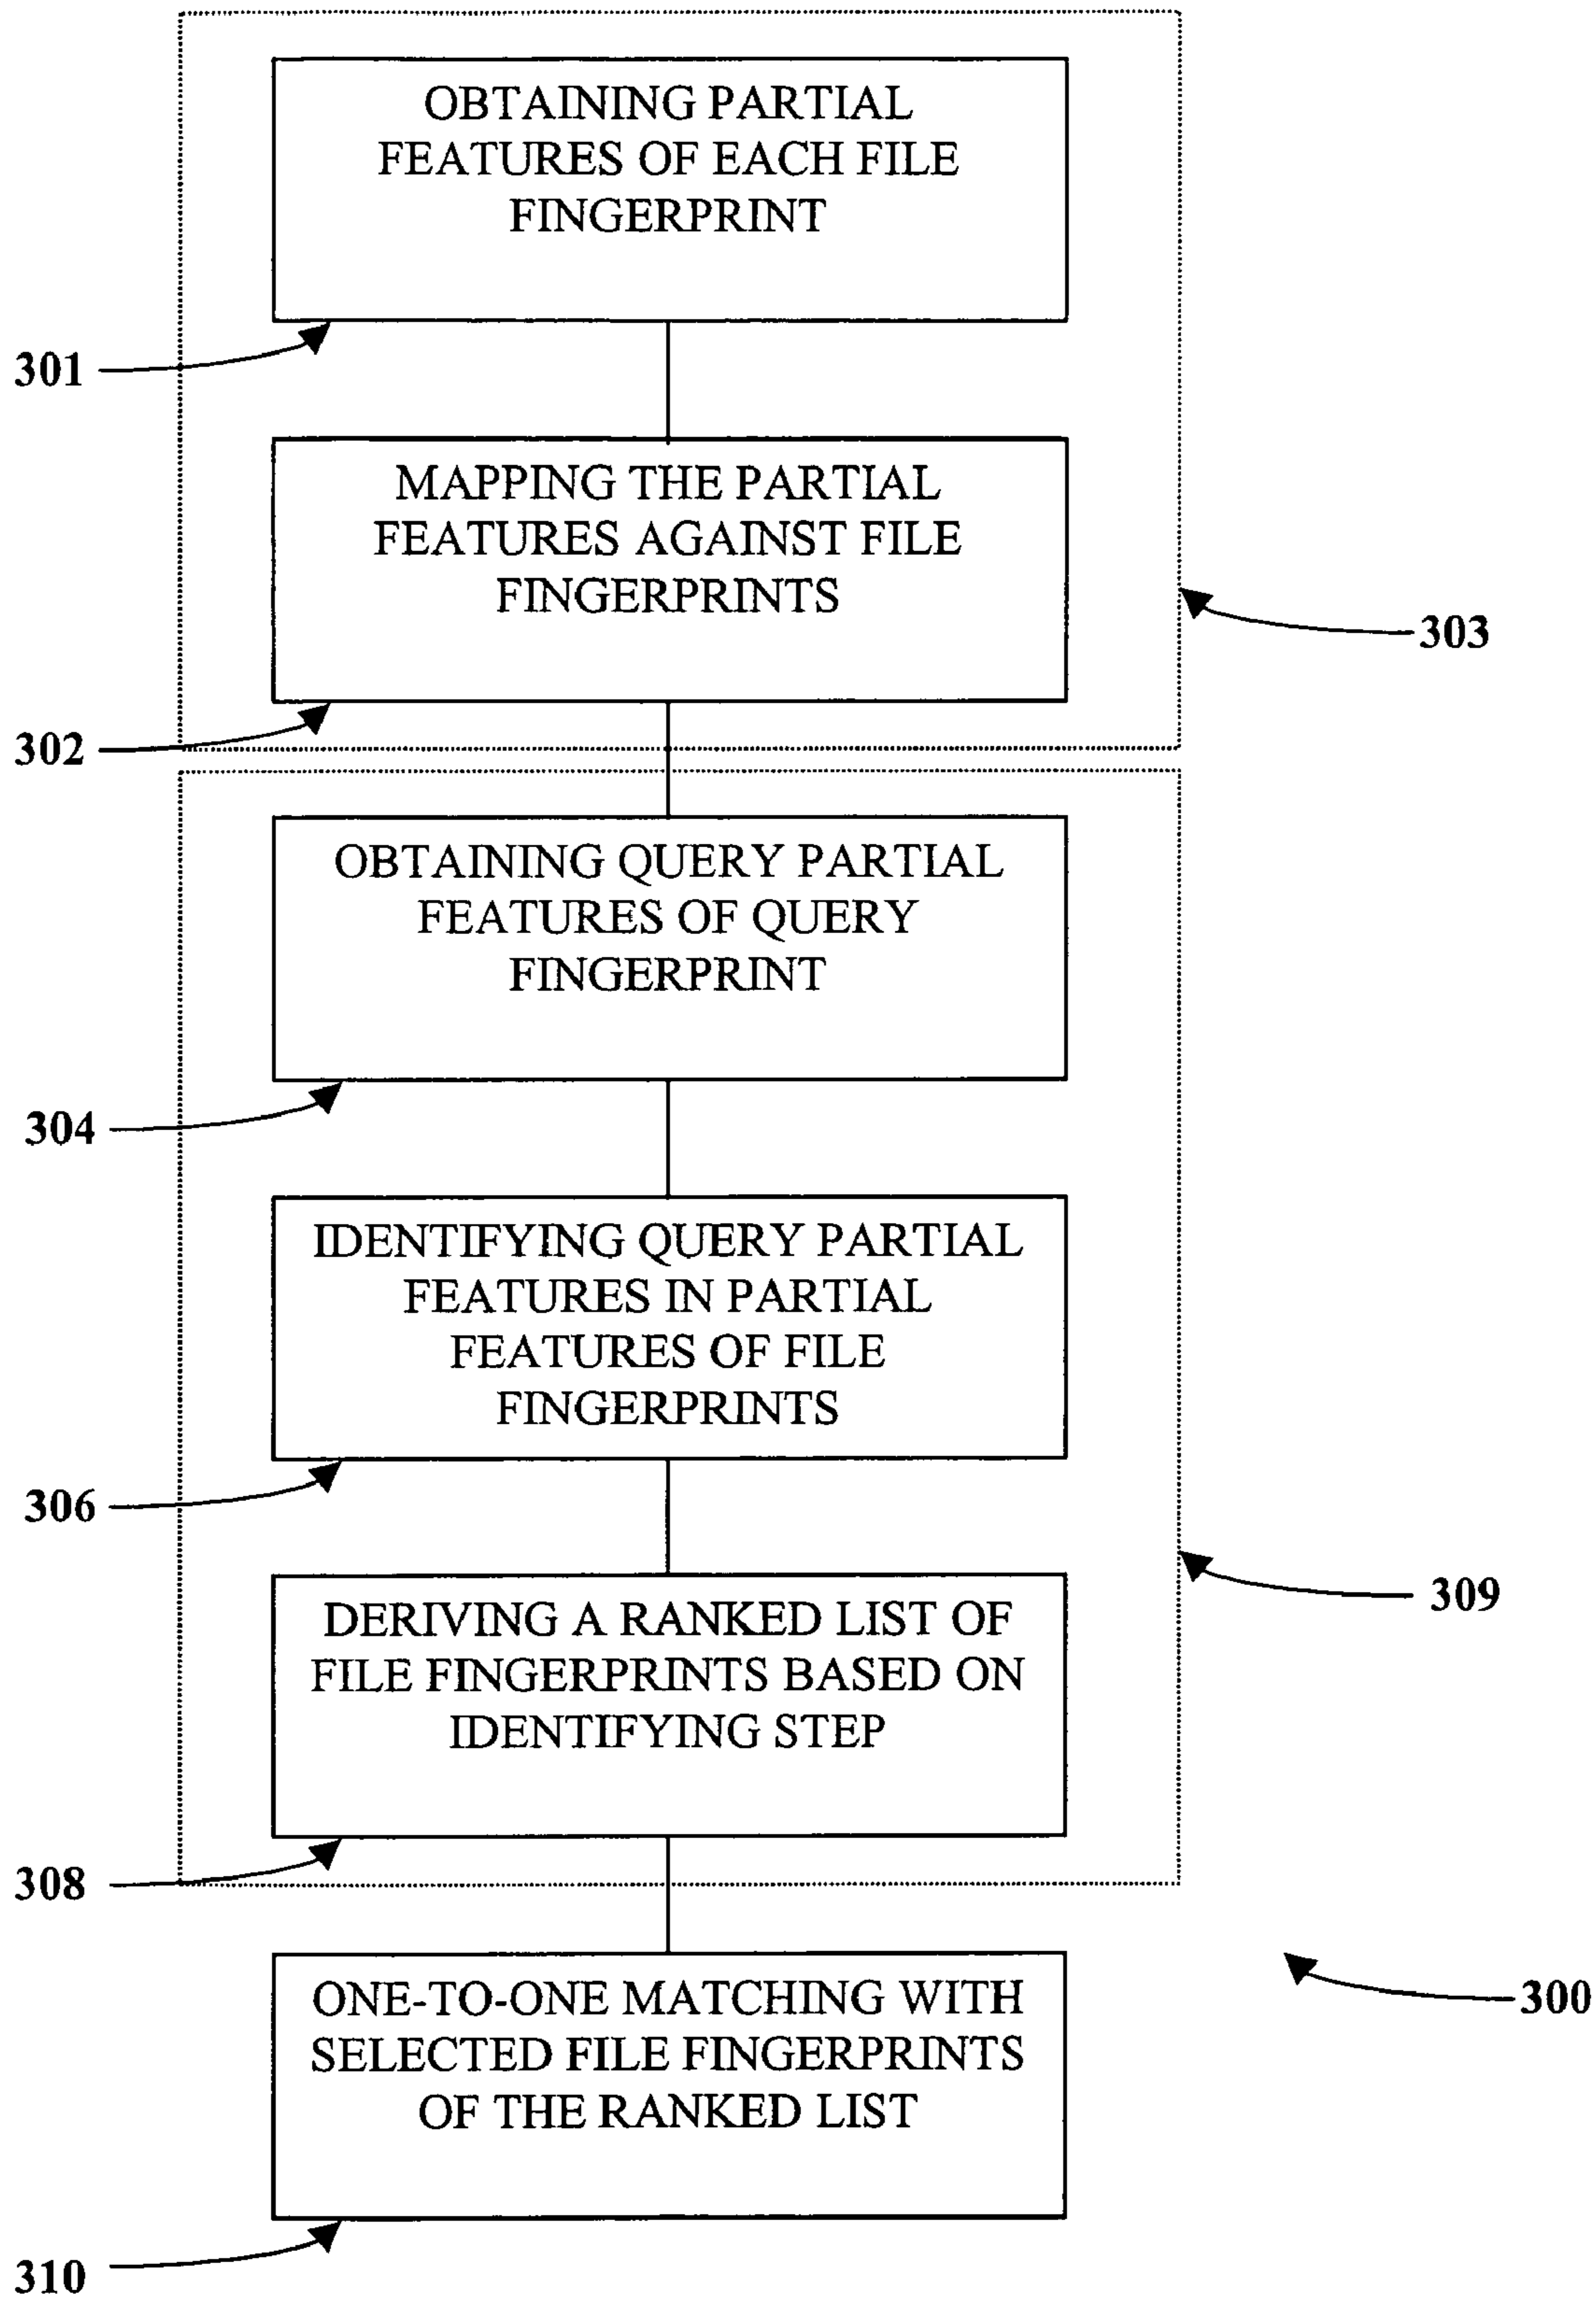 OBTAINING PARTIAL
FEATURES OF EACH FILE
FINGERPRINT
301
MAPPING THE PARTIAL
FEATURES AGAINST FILE
FINGERPRINTS
303
302
OBTAINING QUERY PARTIAL
FEATURES OF QUERY
FINGERPRINT
304
IDENTIFYING QUERY PARTIAL
FEATURES IN PARTIAL
FEATURES OF FILE
FINGERPRINTS
306
309
DERIVING A RANKED LIST OF
FILE FINGERPRINTS BASED ON
IDENTIFYING STEP
308
ONE-TO-ONE MATCHING WITH
SELECTED FILE FINGERPRINTS
OF THE RANKED LIST
300
310